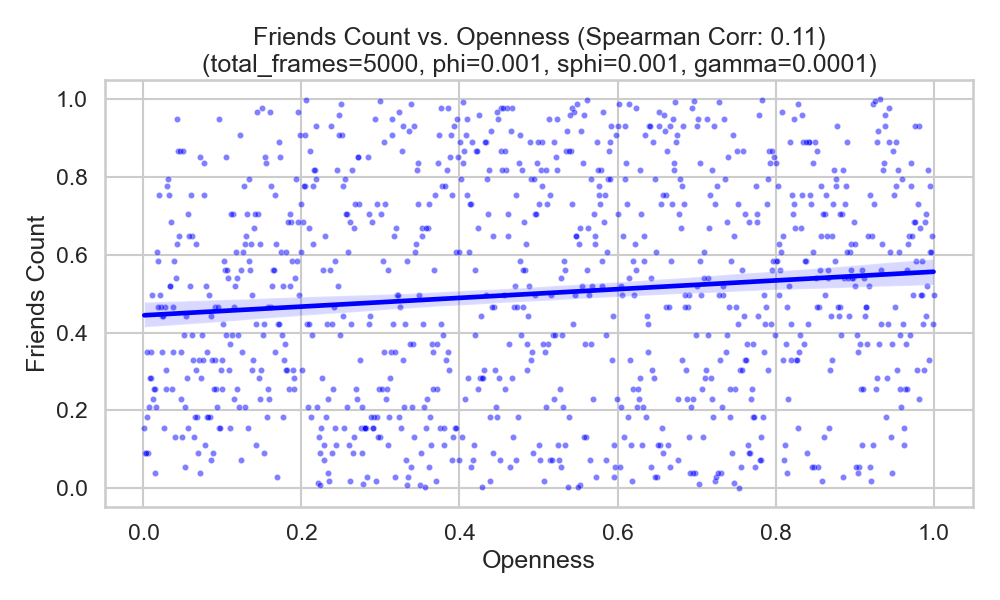 Friends Count vs. Openness (Spearman Corr: 0.11)
(total_frames=5000, phi=0.001, sphi=0.001, gamma=0.0001)
1.0
0.8
0.6
0.4
0.2
0.0
Friends Count
0.0 0.2 0.4 0.6 0.8 1.0
Openness